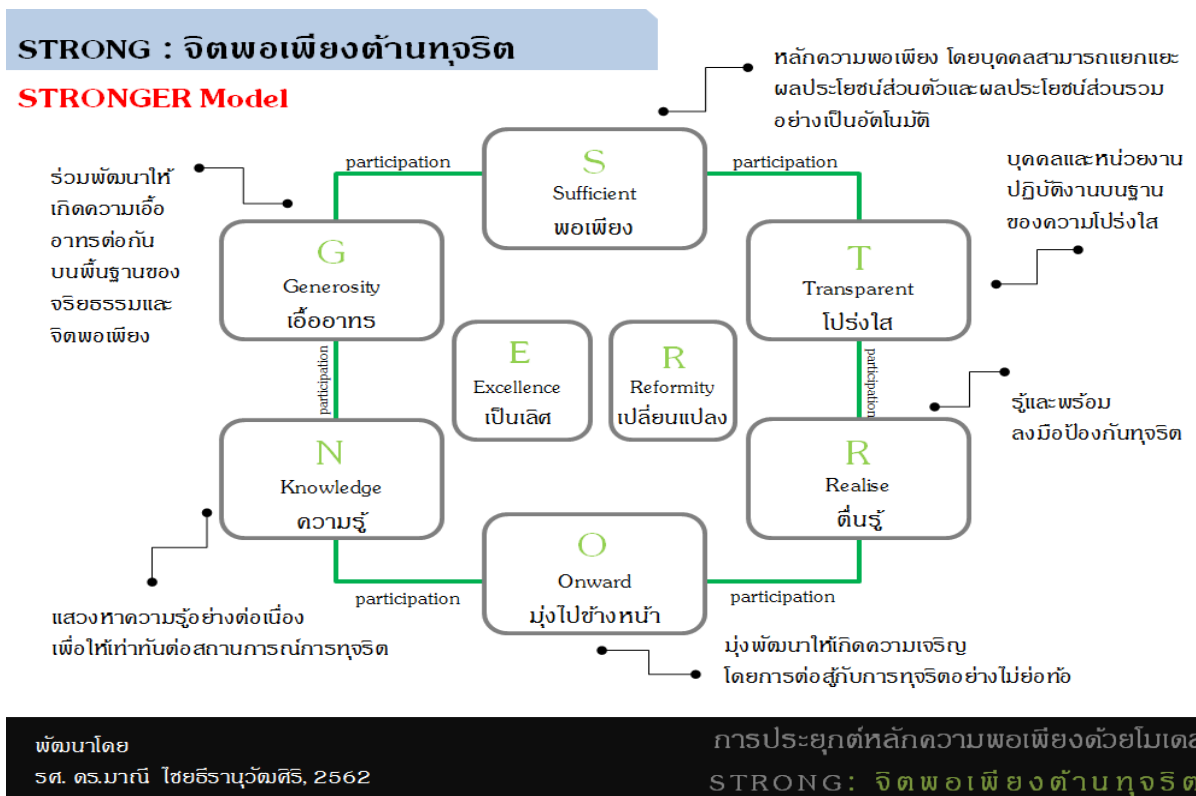 STRONG : จิตพอเพียงต้านทุจริต
STRONGER Model
หลักความพอเพียง โดยบุคคลสามารถแยกแยะ
ผลประโยชน์ส่วนตัวและผลประโยชน์ส่วนรวม
อย่างเป็นอัตโนมัติ
participation
S
Sufficient
พอเพียง
participation
บุคคลและหน่วยงาน
ปฏิบัติงานบนฐาน
ของความโปร่งใส
ร่วมพัฒนาให้
เกิดความเอื้อ
อาทรต่อกัน
บนพื้นฐานของ
จริยธรรมและ
จิตพอเพียง
G
Generosity
เอื้ออาทร
T
Transparent
โปร่งใส
participation
E
Excellence
เป็นเลิศ
R
Reformity
เปลี่ยนแปลง
participation
รู้และพร้อม
ลงมือป้องกันทุจริต
N
Knowledge
ความรู้
R
Realise
ตื่นรู้
O
Onward
มุ่งไปข้างหน้า
participation
participation
แสวงหาความรู้อย่างต่อเนื่อง
เพื่อให้เท่าทันต่อสถานการณ์การทุจริต
มุ่งพัฒนาให้เกิดความเจริญ
โดยการต่อสู้กับการทุจริตอย่างไม่ย่อท้อ
พัฒนาโดย
รศ. ดร.มาณี ไชยธีรานุวัฒศิริ, 2562
การประยุกต์หลักความพอเพียงด้วยโมเดล
STRONG: จิตพอเพียงต้านทุจริต